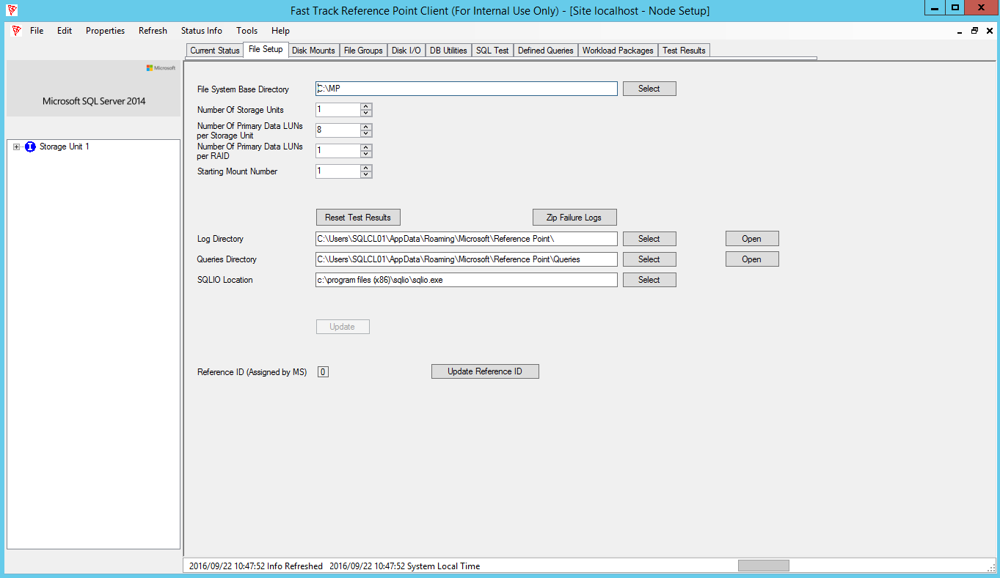 Fast Track Reference Point Client (For Internal Use Only) - [Site localhost - Node Setup]
File Edit Properties Refresh Status Info Tools Help
Current Status File Setup Disk Mounts File Groups Disk I/O DB Utilities SQL Test Defined Queries Workload Packages Test Results
Microsoft
Microsoft SQL Server 2014
Storage Unit 1
File System Base Directory C:\MP Select
Number Of Storage Units 1
Number Of Primary Data LUNs
per Storage Unit 8
Number Of Primary Data LUNs
per RAID 1
Starting Mount Number 1
Reset Test Results Zip Failure Logs
Log Directory C:\Users\SQLCL01\AppData\Roaming\Microsoft\Reference Point\ Select Open
Queries Directory C:\Users\SQLCL01\AppData\Roaming\Microsoft\Reference Point\Queries Select Open
SQLIO Location c:\program files (x86)\sqlio\sqlio.exe Select
Update
Reference ID (Assigned by MS) 0 Update Reference ID
2016/09/22 10:47:52 Info Refreshed 2016/09/22 10:47:52 System Local Time